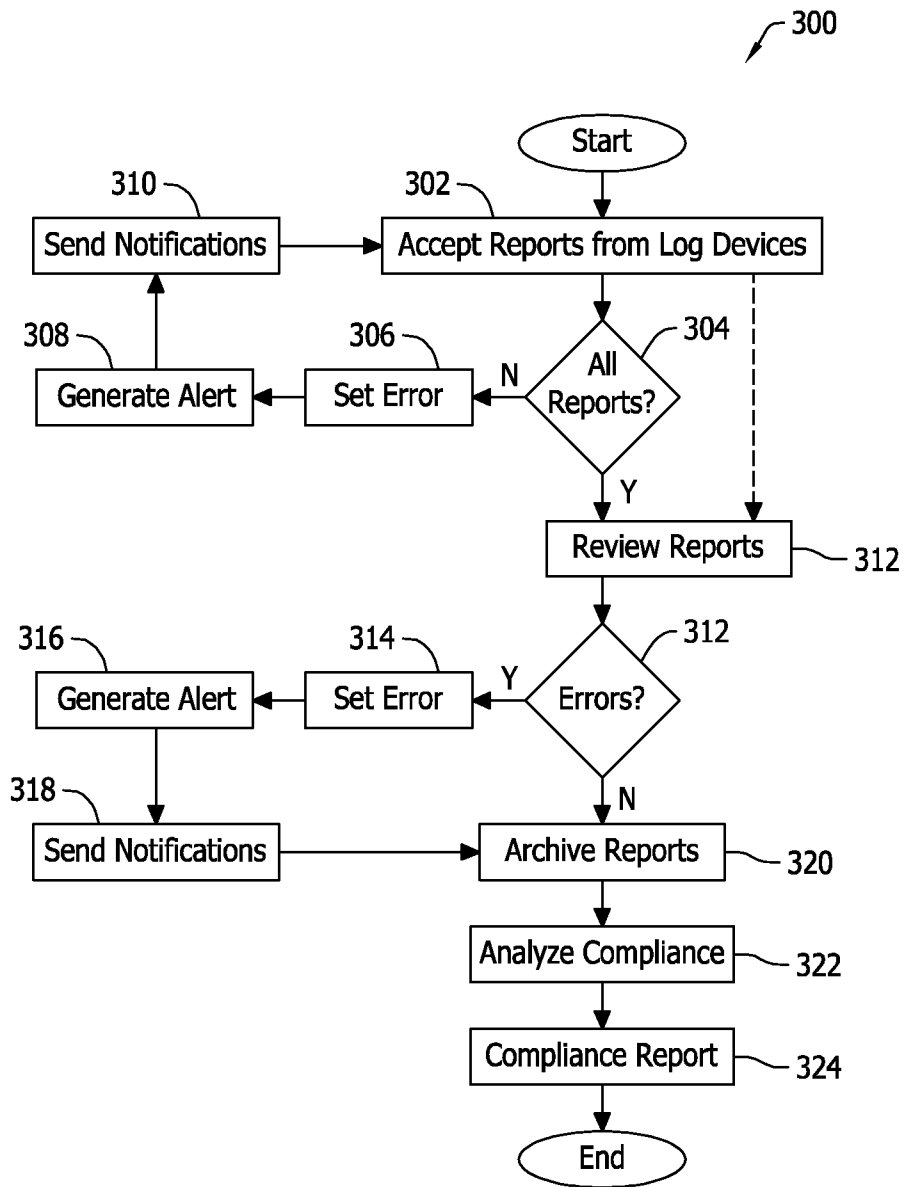 300
Start
310
302
Send Notifications
Accept Reports from Log Devices
308
306
304
Generate Alert
Set Error
N
All
Reports?
Y
Review Reports
312
316
314
312
Generate Alert
Set Error
Y
Errors?
318
N
Send Notifications
Archive Reports
320
Analyze Compliance
322
Compliance Report
324
End